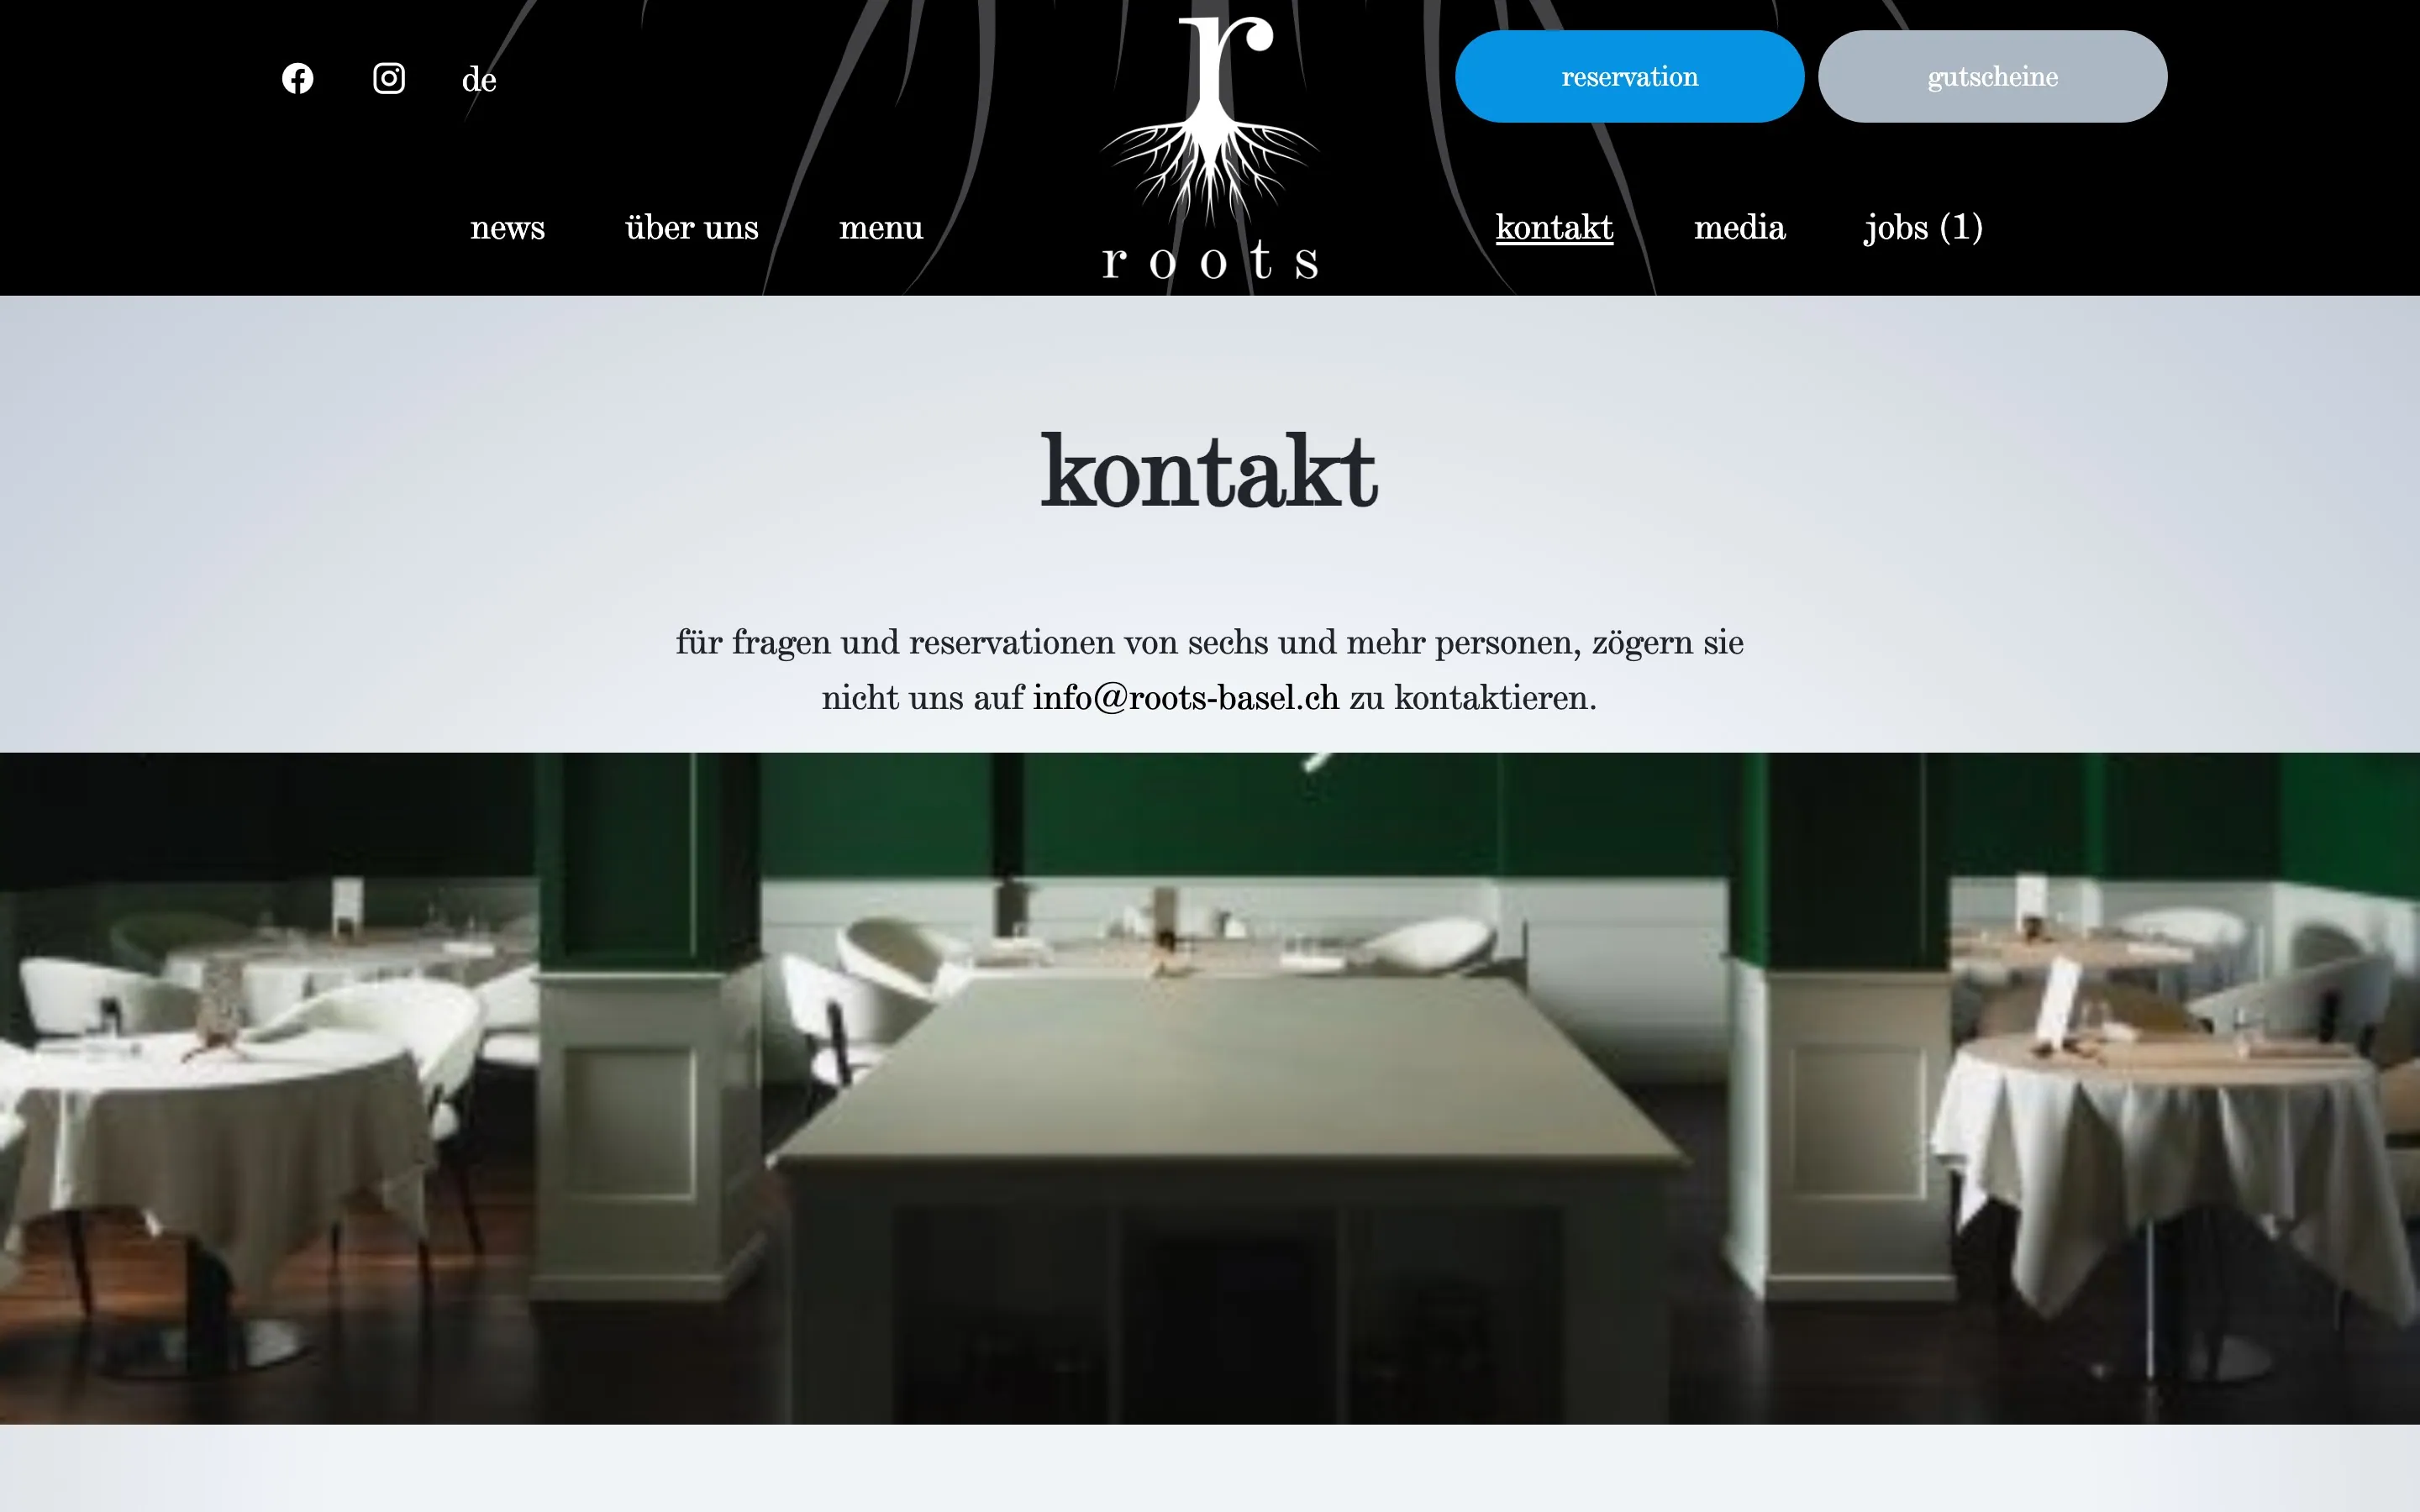 de
reservation
gutscheine
news
über uns
menu
r
roots
kontakt
media
jobs (1)
kontakt
für fragen und reservationen von sechs und mehr personen, zögern sie
nicht uns auf info@roots-basel.ch zu kontaktieren.